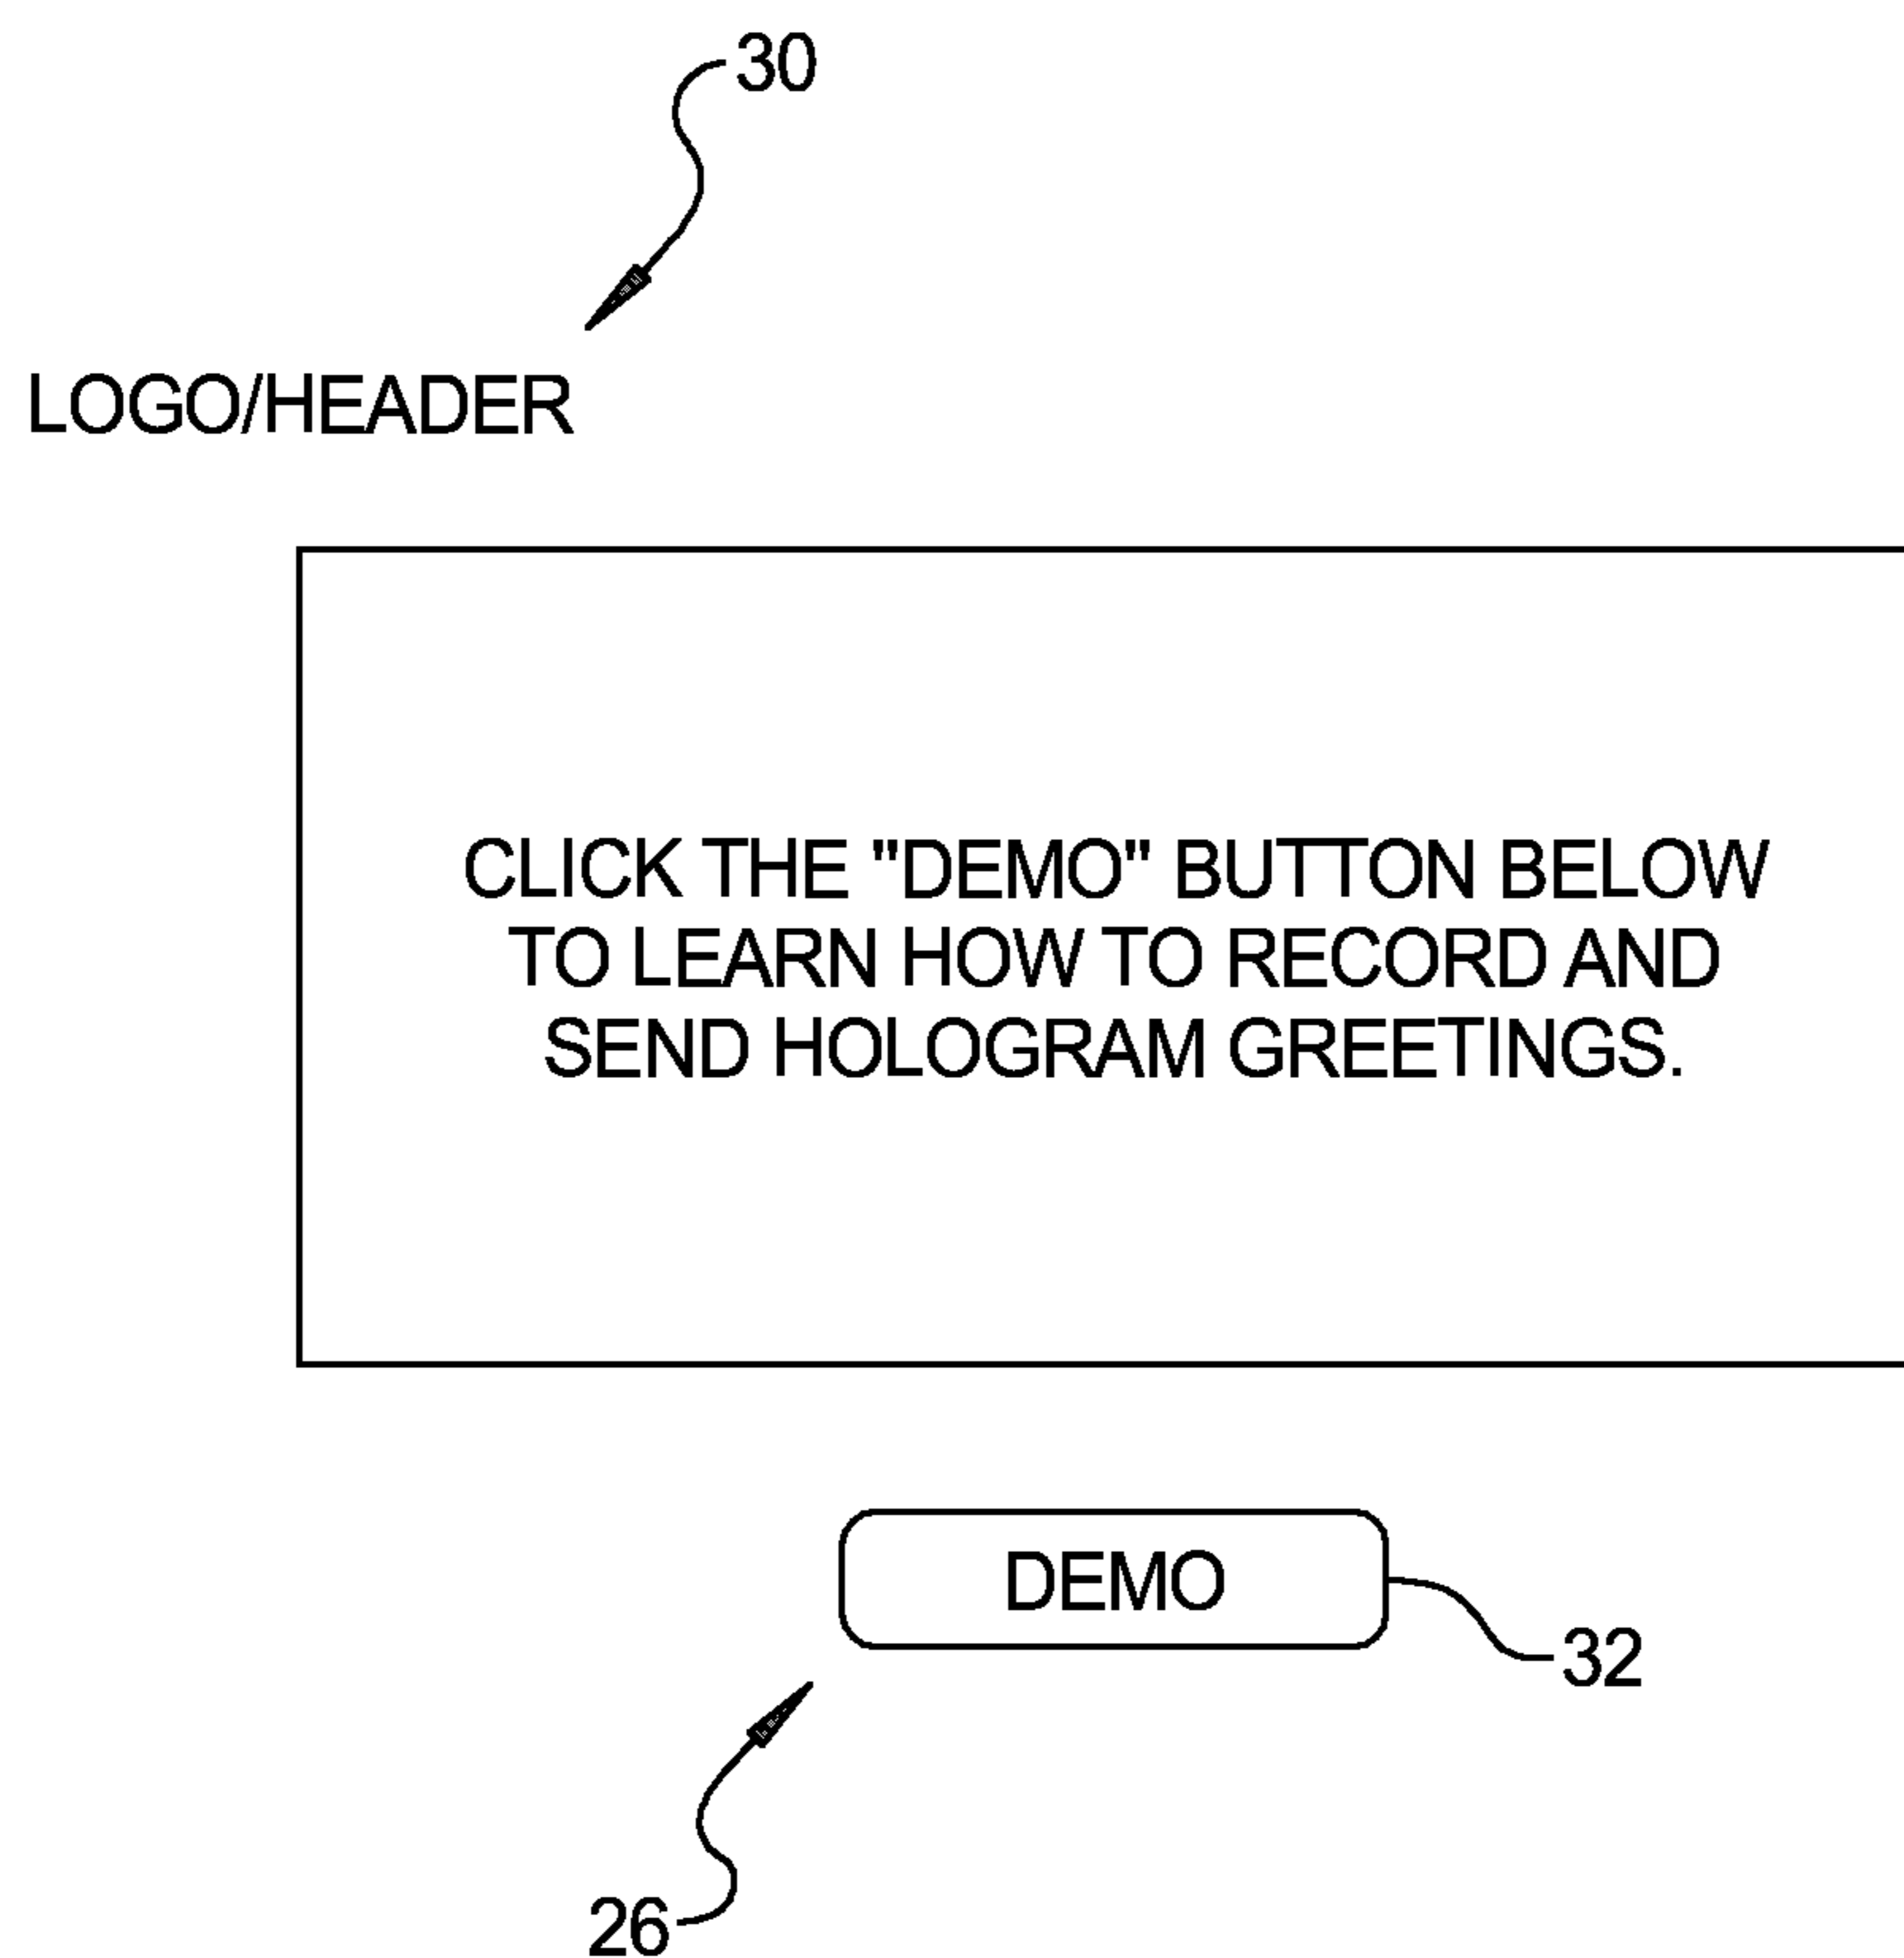 30
LOGO/HEADER
CLICK THE "DEMO" BUTTON BELOW
TO LEARN HOW TO RECORD AND
SEND HOLOGRAM GREETINGS.
DEMO
32
26